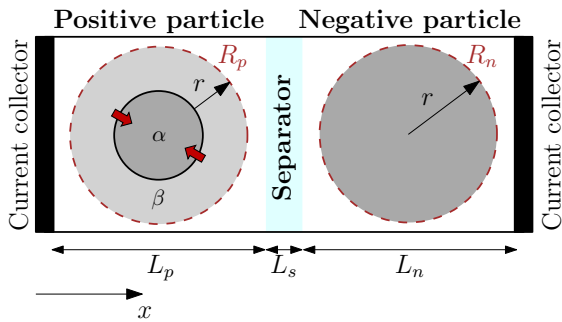 Positive particle
Negative particle
Current collector
R_p
r
α
β
Separator
R_n
r
Current collector
L_p
L_s
L_n
x